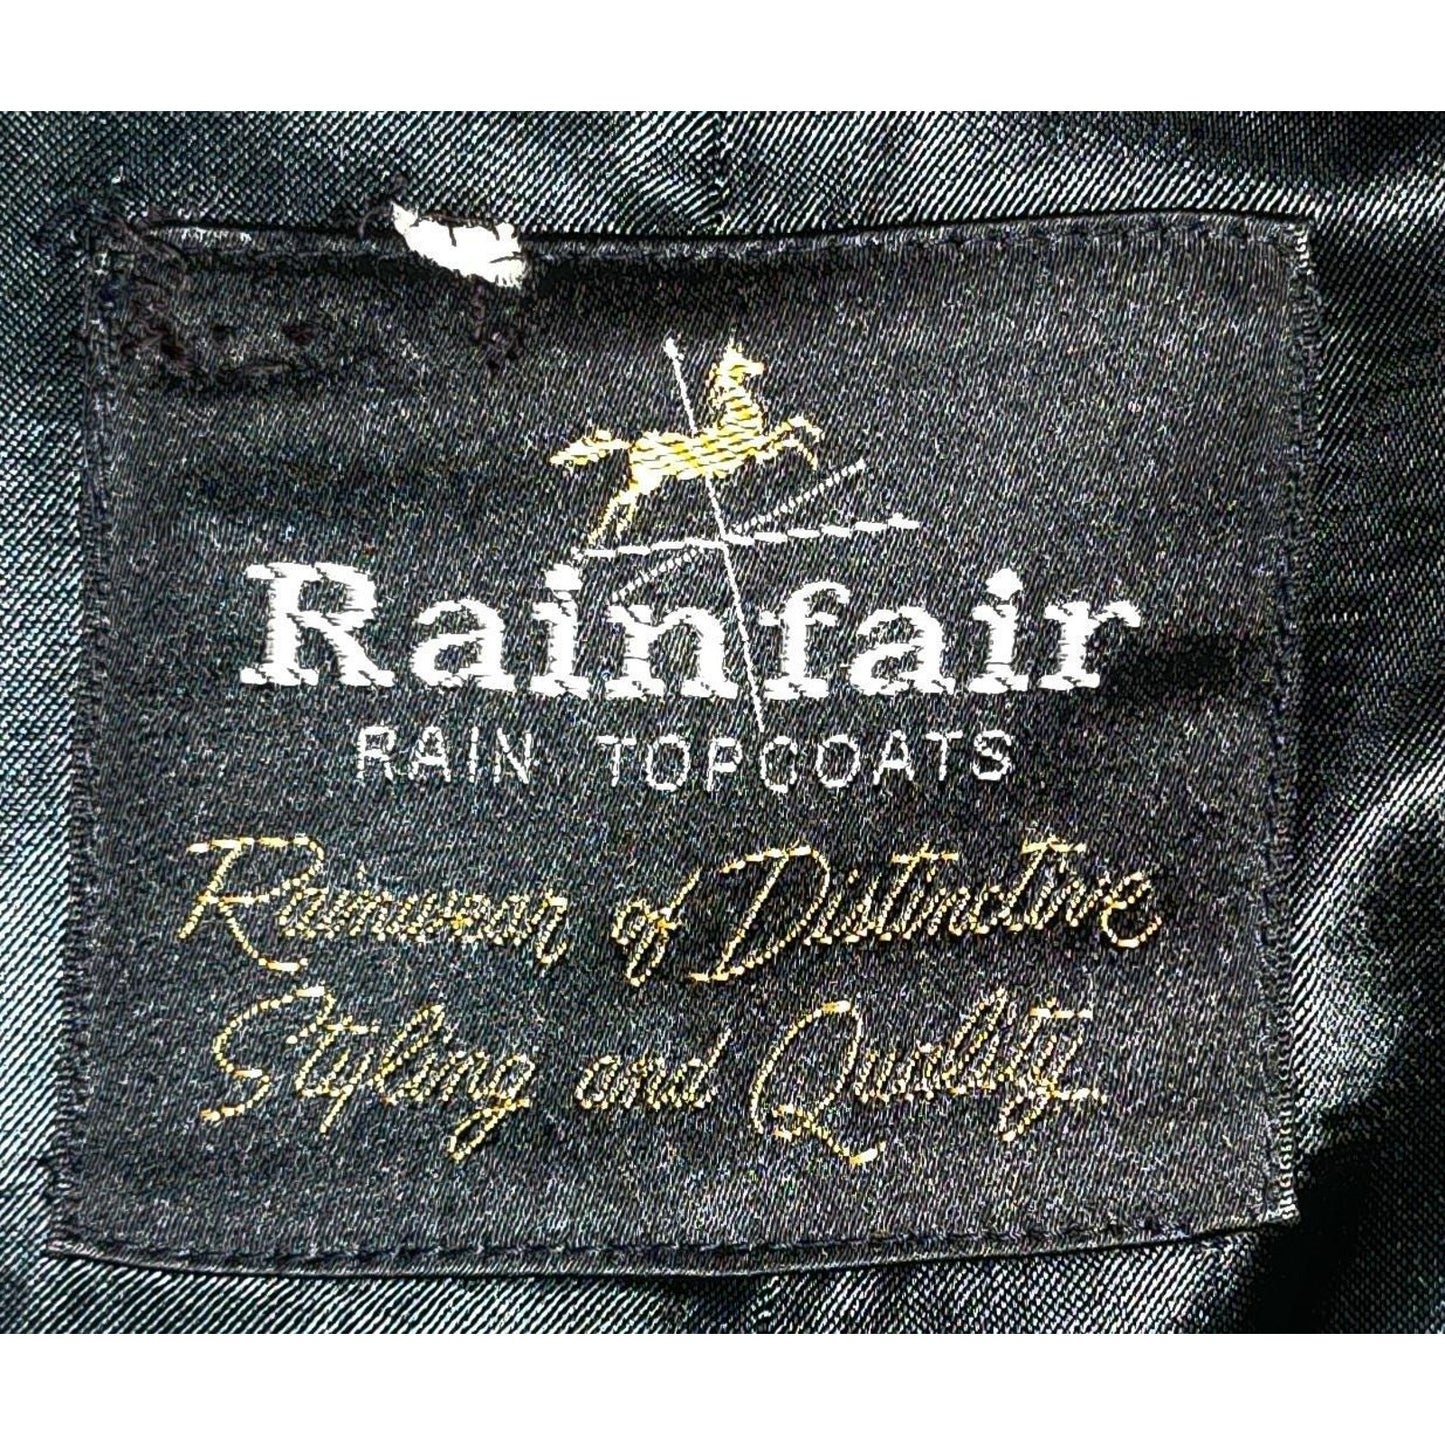 Rainfair
RAIN TOPCOATS
Rainwear of Distinctive
Styling and Quality